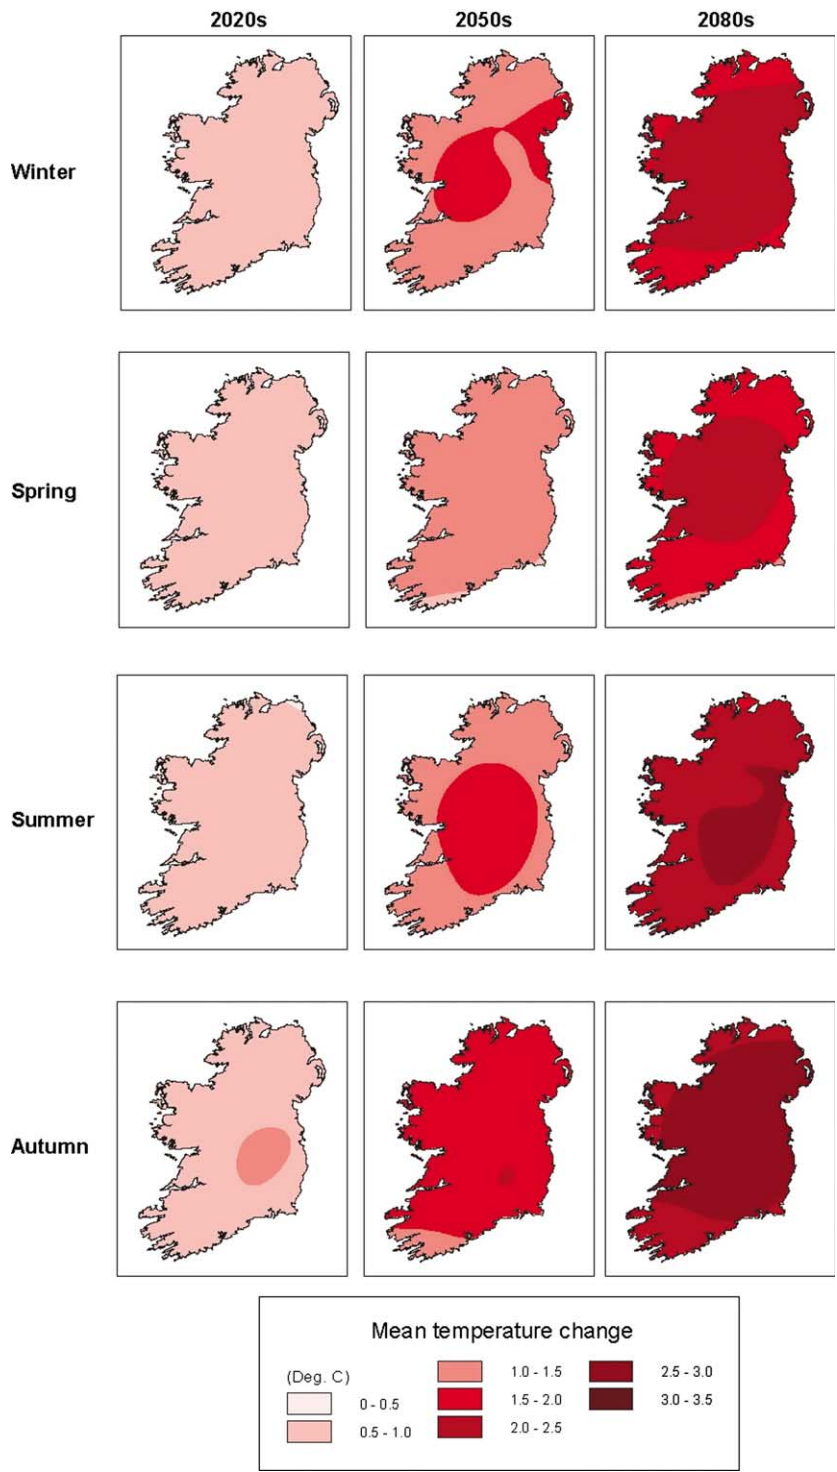 2020s 2050s 2080s
Winter
Spring
Summer
Autumn
Mean temperature change
(Deg. C)
0 - 0.5
0.5 - 1.0
1.0 - 1.5
1.5 - 2.0
2.0 - 2.5
2.5 - 3.0
3.0 - 3.5